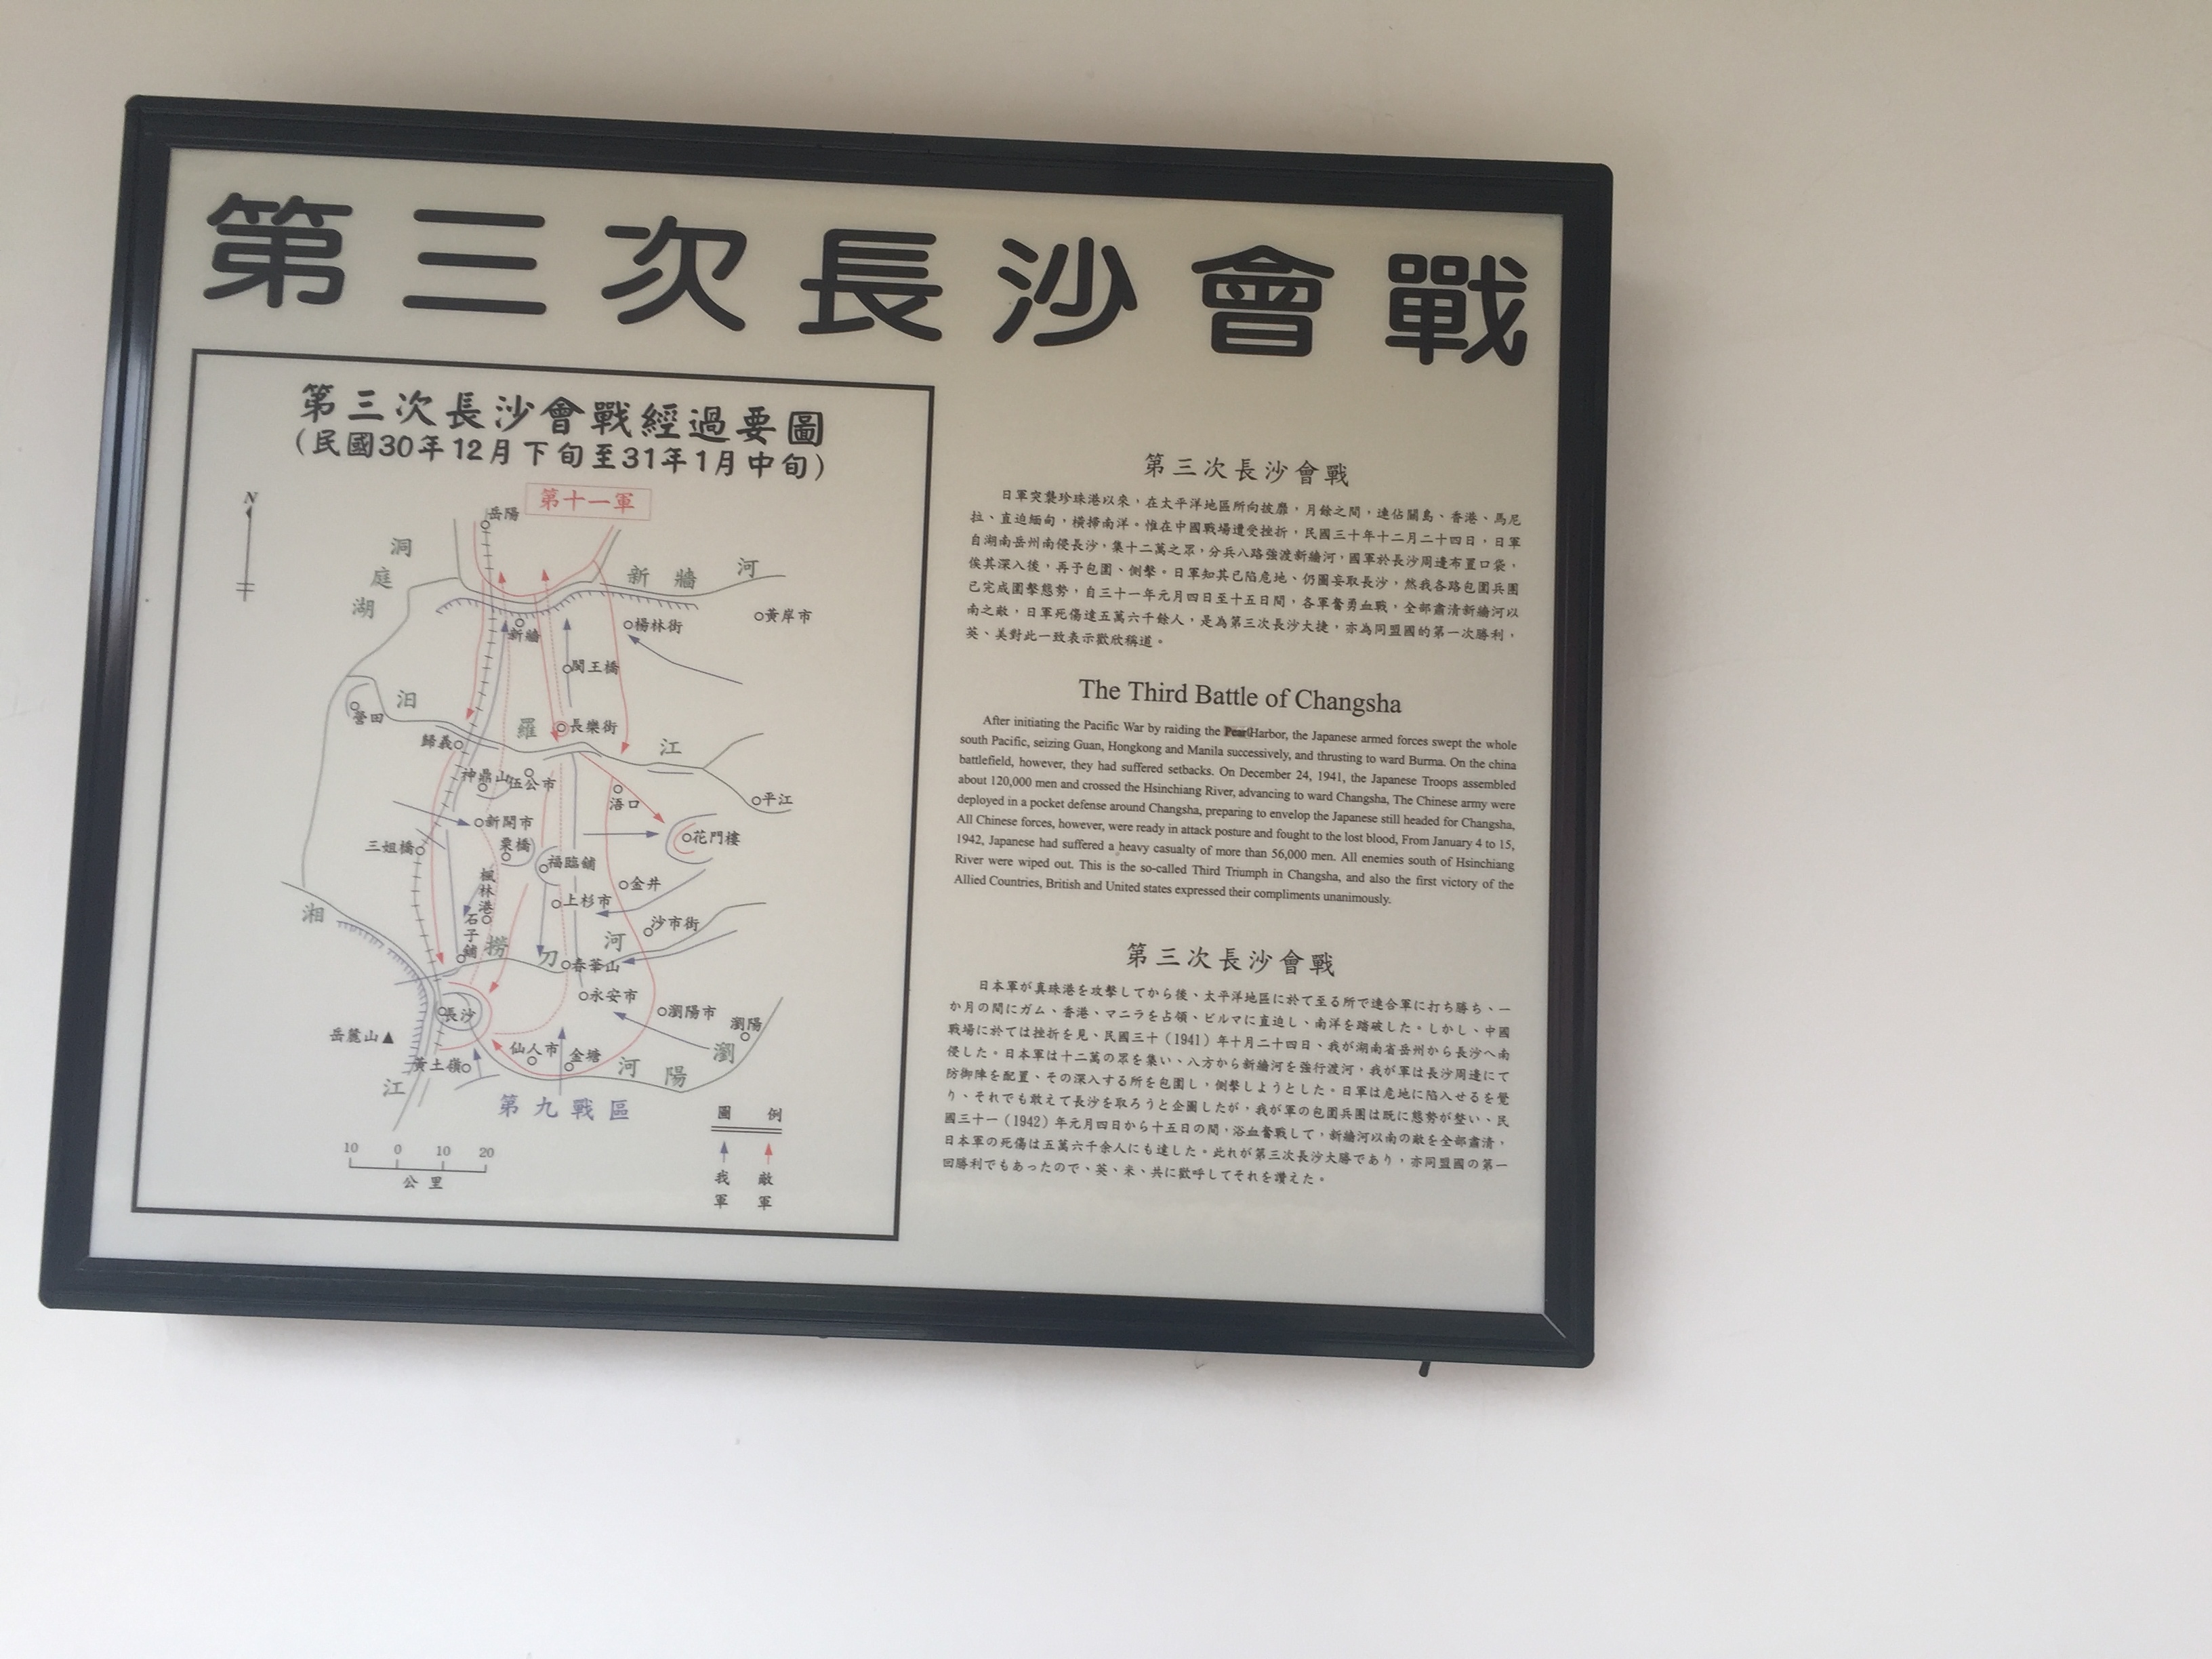 第三次長沙會戰
第三次長沙會戰經過要圖
(民國30年12月下旬至31年1月中旬)
N
第十一軍
岳陽
洞庭湖
新墻河
黃岸市
新牆
楊林街
関王橋
營田
汨羅江
長樂街
歸義
神鼎山
伍公市
浯口
平江
新開市
栗橋
花門樓
三姐橋
福臨舖
楓林港
金井
上杉市
湘江
石子舖
沙市街
撈刀河
春華山
永安市
長沙
瀏陽市
瀏陽
岳麓山
仙人市
金塘
黃土嶺
瀏陽河
第九戰區
圖例
我軍
敵軍
10 0 10 20
公里
第三次長沙會戰
日軍突襲珍珠港以來，在太平洋地區所向披靡，月餘之間，連佔關島、香港、馬尼
拉、直迫緬甸，橫掃南洋。惟在中國戰場遭受挫折，民國三十年十二月二十四日，日軍
自湖南岳州南侵長沙，集十二萬之眾，分兵八路強渡新牆河，國軍於長沙周邊布置口袋，
俟其深入後，再予包圍、側擊。日軍知其已陷危地、仍圖妄取長沙，然我各路包圍兵團
已完成圍擊態勢，自三十一年元月四日至十五日間，各軍奮勇血戰，全部肅清新牆河以
南之敵，日軍死傷達五萬六千餘人，是為第三次長沙大捷，亦為同盟國的第一次勝利，
英、美對此一致表示歡欣稱道。
The Third Battle of Changsha
After initiating the Pacific War by raiding the Pearl Harbor, the Japanese armed forces swept the whole
south Pacific, seizing Guan, Hongkong and Manila successively, and thrusting to ward Burma. On the china
battlefield, however, they had suffered setbacks. On December 24, 1941, the Japanese Troops assembled
about 120,000 men and crossed the Hsinchiang River, advancing to ward Changsha, The Chinese army were
deployed in a pocket defense around Changsha, preparing to envelop the Japanese still headed for Changsha,
All Chinese forces, however, were ready in attack posture and fought to the lost blood, From January 4 to 15,
1942, Japanese had suffered a heavy casualty of more than 56,000 men. All enemies south of Hsinchiang
River were wiped out. This is the so-called Third Triumph in Changsha, and also the first victory of the
Allied Countries, British and United states expressed their compliments unanimously.
第三次長沙會戰
日本軍が真珠港を攻擊してから後、太平洋地區に於て至る所で連合軍に打ち勝ち、一
か月の間にガム、香港、マニラを占領、ビルマに直迫し、南洋を踏破した。しかし、中國
戰場に於ては挫折を見、民國三十（1941）年十月二十四日、我が湖南省岳州から長沙へ南
侵した。日本軍は十二萬の眾を集い、八方から新牆河を強行渡河，我が軍は長沙周邊にて
防御陣を配置、その深入する所を包圍し，側擊しようとした。日軍は危地に陷入せるを覺
り、それでも敢えて長沙を取ろうと企圖したが，我が軍の包圍兵團は既に態勢が整い、民
國三十一（1942）年元月四日から十五日の間，浴血奮戰して，新牆河以南の敵を全部肅清，
日本軍の死傷は五萬六千余人にも達した。此れが第三次長沙大勝であり，亦同盟國の第一
回勝利でもあったので、英、米、共に歡呼してそれを讚えた。